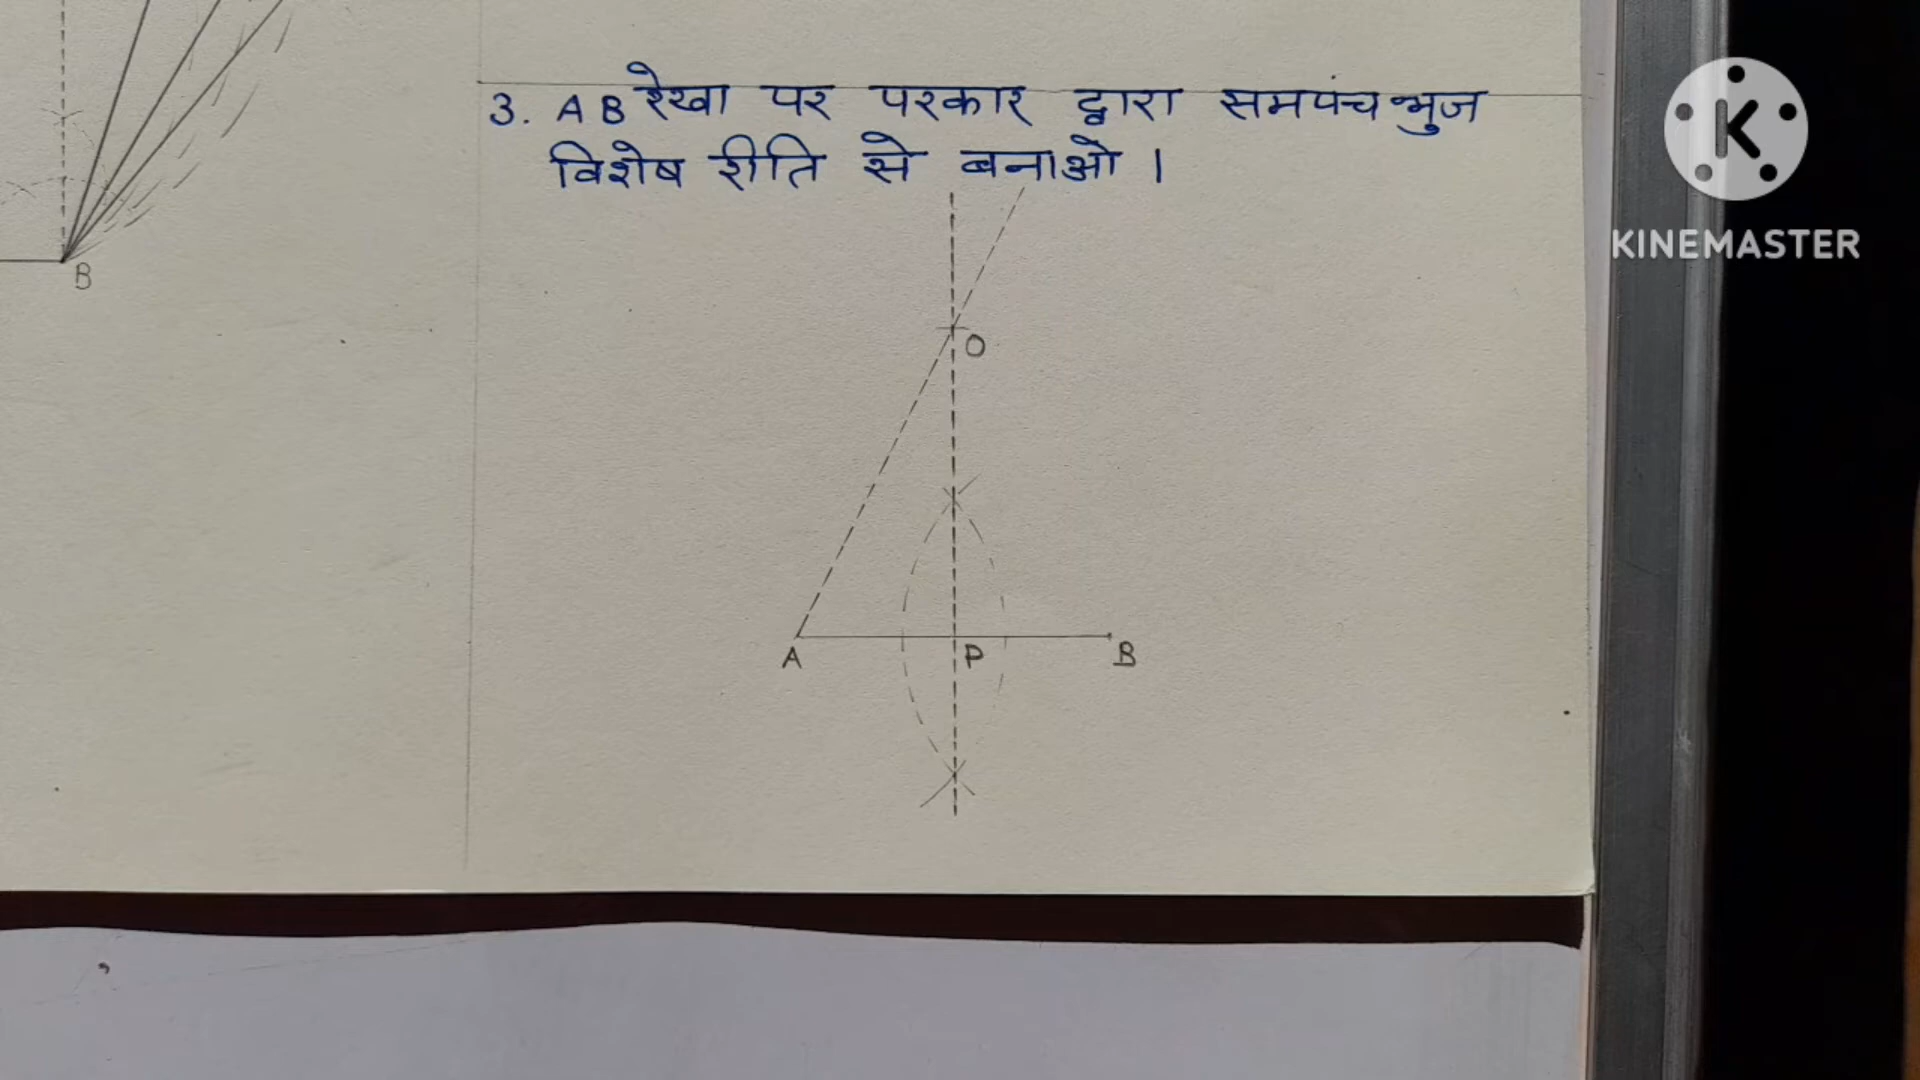 3. AB रेखा पर परकार द्वारा समपंचभुज
विशेष रीति से बनाओ ।
K
KINEMASTER
B
O
A
P
B